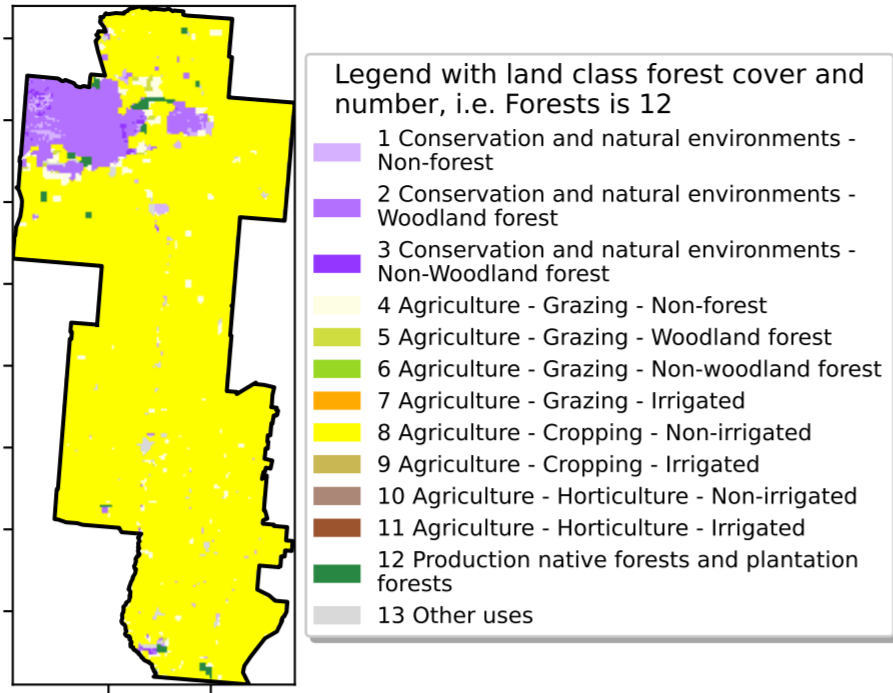 Legend with land class forest cover and
number, i.e. Forests is 12
1 Conservation and natural environments -
Non-forest
2 Conservation and natural environments -
Woodland forest
3 Conservation and natural environments -
Non-Woodland forest
4 Agriculture - Grazing - Non-forest
5 Agriculture - Grazing - Woodland forest
6 Agriculture - Grazing - Non-woodland forest
7 Agriculture - Grazing - Irrigated
8 Agriculture - Cropping - Non-irrigated
9 Agriculture - Cropping - Irrigated
10 Agriculture - Horticulture - Non-irrigated
11 Agriculture - Horticulture - Irrigated
12 Production native forests and plantation
forests
13 Other uses